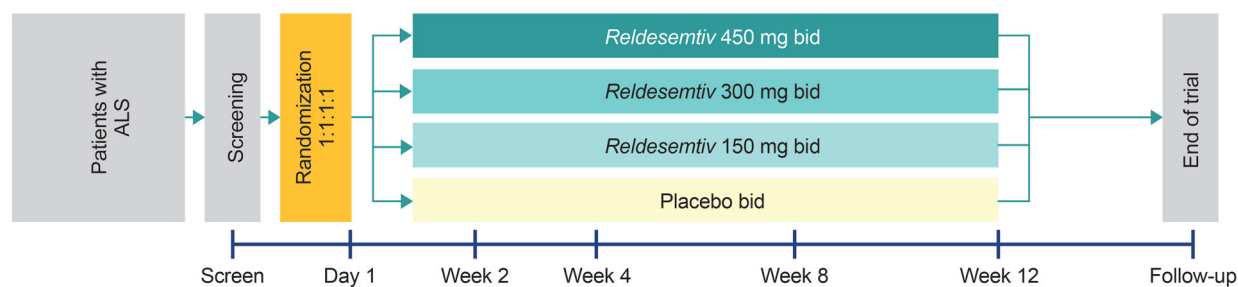 Patients with
ALS
Screening
Randomization
1:1:1:1
Reldesemtiv 450 mg bid
Reldesemtiv 300 mg bid
Reldesemtiv 150 mg bid
Placebo bid
End of trial
Screen
Day 1
Week 2
Week 4
Week 8
Week 12
Follow-up